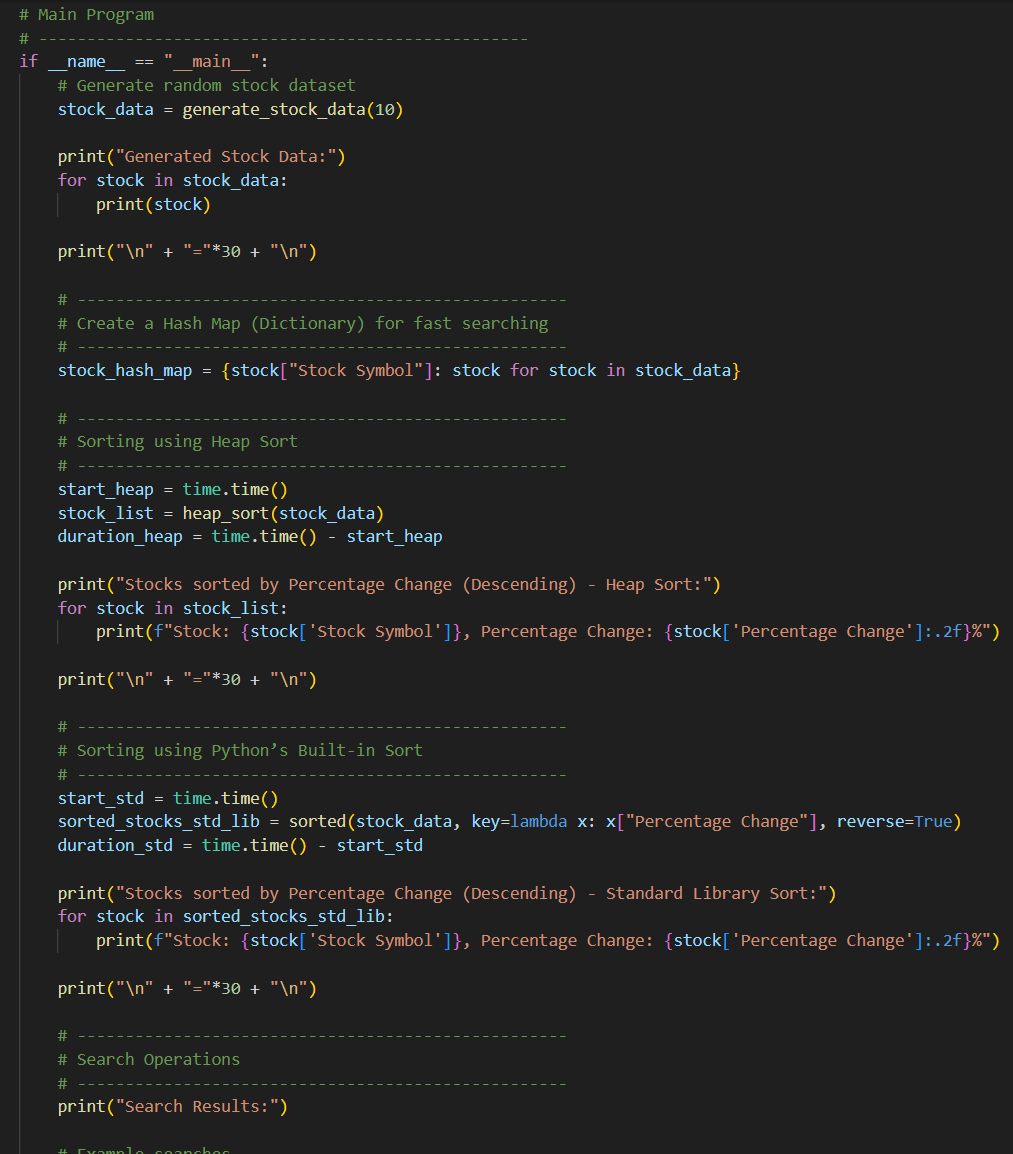 # Main Program
# ---------------------------------------------------
if __name__ == "__main__":
    # Generate random stock dataset
    stock_data = generate_stock_data(10)
    print("Generated Stock Data:")
    for stock in stock_data:
        print(stock)
    print("\n" + "="*30 + "\n")
    # ---------------------------------------------------
    # Create a Hash Map (Dictionary) for fast searching
    # ---------------------------------------------------
    stock_hash_map = {stock["Stock Symbol"]: stock for stock in stock_data}
    # ---------------------------------------------------
    # Sorting using Heap Sort
    # ---------------------------------------------------
    start_heap = time.time()
    stock_list = heap_sort(stock_data)
    duration_heap = time.time() - start_heap
    print("Stocks sorted by Percentage Change (Descending) - Heap Sort:")
    for stock in stock_list:
        print(f"Stock: {stock['Stock Symbol']}, Percentage Change: {stock['Percentage Change']:.2f}%")
    print("\n" + "="*30 + "\n")
    # ---------------------------------------------------
    # Sorting using Python’s Built-in Sort
    # ---------------------------------------------------
    start_std = time.time()
    sorted_stocks_std_lib = sorted(stock_data, key=lambda x: x["Percentage Change"], reverse=True)
    duration_std = time.time() - start_std
    print("Stocks sorted by Percentage Change (Descending) - Standard Library Sort:")
    for stock in sorted_stocks_std_lib:
        print(f"Stock: {stock['Stock Symbol']}, Percentage Change: {stock['Percentage Change']:.2f}%")
    print("\n" + "="*30 + "\n")
    # ---------------------------------------------------
    # Search Operations
    # ---------------------------------------------------
    print("Search Results:")
    # Example searches